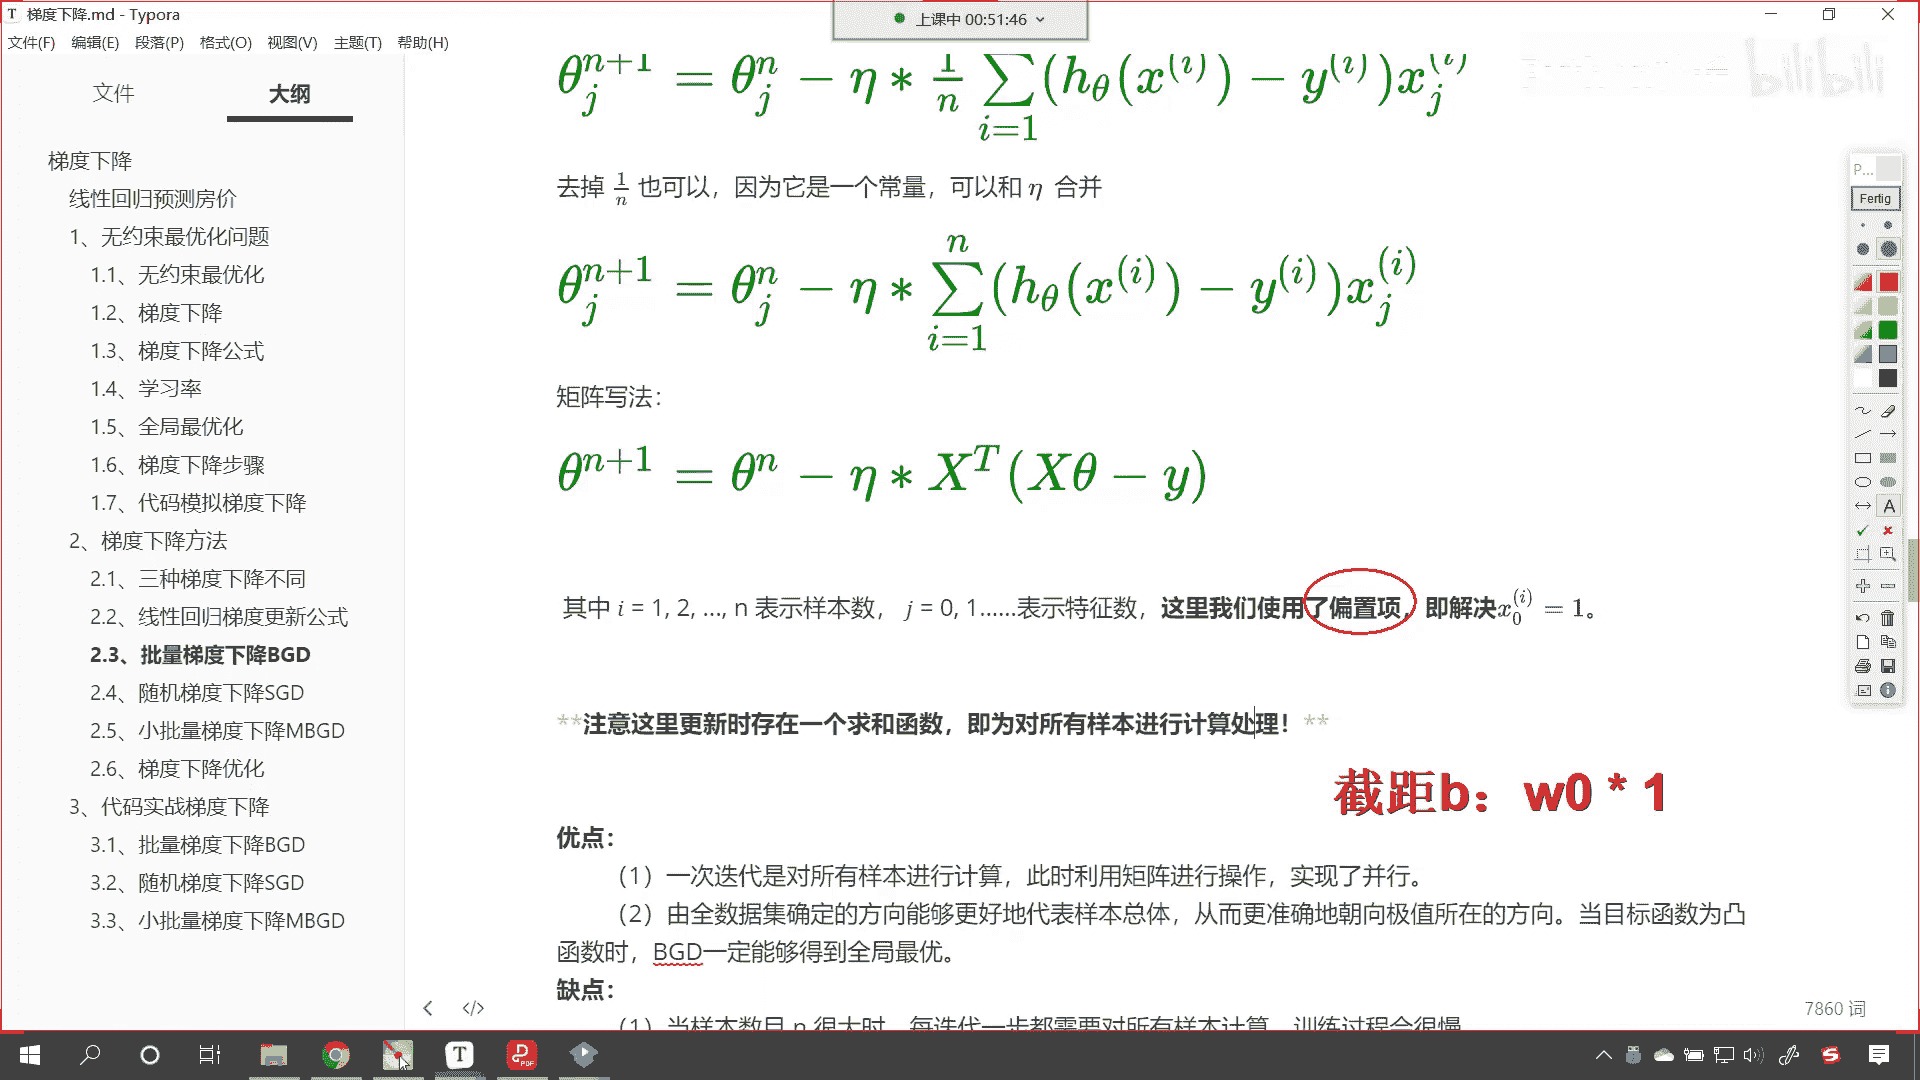 梯度下降.md - Typora
上课中 00:51:46
文件(F) 编辑(E) 段落(P) 格式(O) 视图(V) 主题(T) 帮助(H)
文件 大纲
梯度下降
线性回归预测房价
1、无约束最优化问题
1.1、无约束最优化
1.2、梯度下降
1.3、梯度下降公式
1.4、学习率
1.5、全局最优化
1.6、梯度下降步骤
1.7、代码模拟梯度下降
2、梯度下降方法
2.1、三种梯度下降不同
2.2、线性回归梯度更新公式
2.3、批量梯度下降BGD
2.4、随机梯度下降SGD
2.5、小批量梯度下降MBGD
2.6、梯度下降优化
3、代码实战梯度下降
3.1、批量梯度下降BGD
3.2、随机梯度下降SGD
3.3、小批量梯度下降MBGD
θ_j^{n+1} = θ_j^n − η * 1/n ∑_{i=1} (h_θ(x^{(i)}) − y^{(i)})x_j^{(i)}
去掉 1/n 也可以，因为它是一个常量，可以和 η 合并
θ_j^{n+1} = θ_j^n − η * ∑_{i=1}^n (h_θ(x^{(i)}) − y^{(i)})x_j^{(i)}
矩阵写法：
θ^{n+1} = θ^n − η * X^T(Xθ − y)
其中 i = 1, 2, ..., n 表示样本数， j = 0, 1......表示特征数，这里我们使用了偏置项，即解决x_0^{(i)} = 1。
**注意这里更新时存在一个求和函数，即为对所有样本进行计算处理！**
截距b：w0 * 1
优点：
（1）一次迭代是对所有样本进行计算，此时利用矩阵进行操作，实现了并行。
（2）由全数据集确定的方向能够更好地代表样本总体，从而更准确地朝向极值所在的方向。当目标函数为凸
函数时，BGD一定能够得到全局最优。
缺点：
（1）当样本数目 n 很大时，每迭代一步都需要对所有样本计算，训练过程会很慢
7860 词
bilibili
P...
Fertig